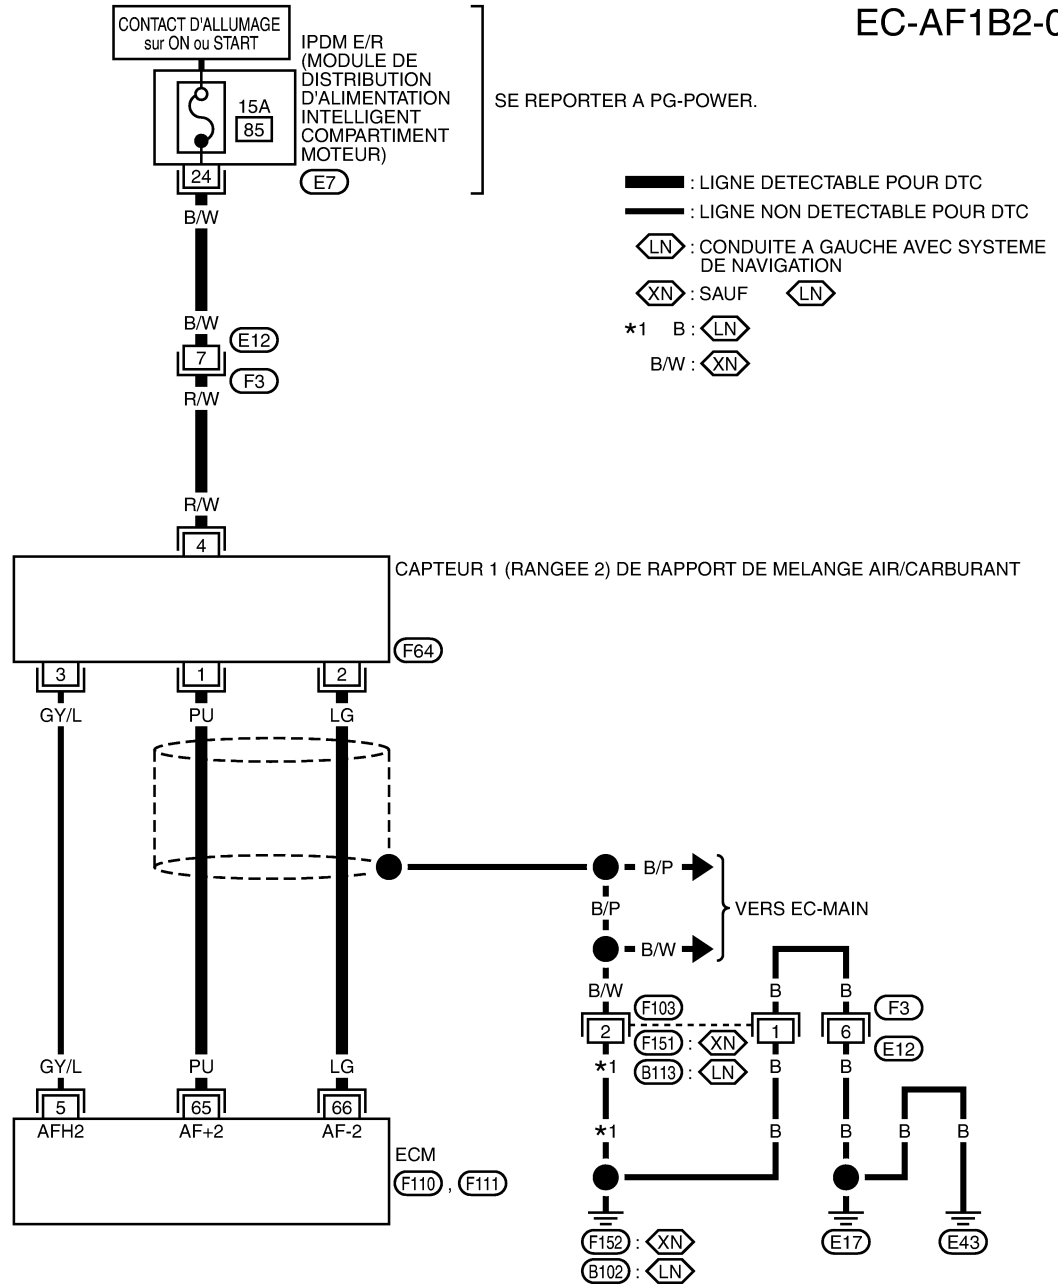 EC-AF1B2-0
CONTACT D'ALLUMAGE
sur ON ou START
IPDM E/R
(MODULE DE
DISTRIBUTION
D'ALIMENTATION
INTELLIGENT
COMPARTIMENT
MOTEUR)
15A
85
24
E7
SE REPORTER A PG-POWER.
: LIGNE DETECTABLE POUR DTC
: LIGNE NON DETECTABLE POUR DTC
LN : CONDUITE A GAUCHE AVEC SYSTEME
DE NAVIGATION
XN : SAUF LN
*1 B : LN
B/W : XN
B/W
B/W
E12
7
F3
R/W
R/W
4
CAPTEUR 1 (RANGEE 2) DE RAPPORT DE MELANGE AIR/CARBURANT
F64
3 1 2
GY/L PU LG
B/P
B/P
VERS EC-MAIN
B/W
B/W B B
F103 F3
2 1 6
F151 : XN E12
B113 : LN
*1 B B
GY/L PU LG
5 65 66
AFH2 AF+2 AF-2
*1 B B B B
ECM
F110 , F111
F152 : XN E17 E43
B102 : LN